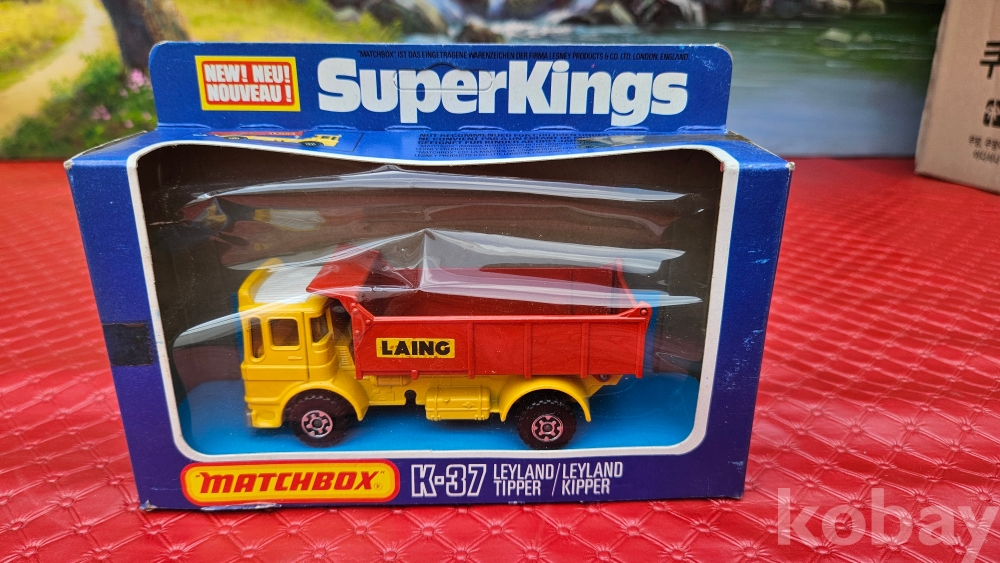 "MATCHBOX" IST DAS EINGETRAGENE WARENZEICHEN DER FIRMA LESNEY PRODUCTS & CO. LTD. LONDON, ENGLAND.
NEW! NEU!
NOUVEAU!
SuperKings
LAING
MATCHBOX
K-37
LEYLAND/LEYLAND
TIPPER / KIPPER
kobay
쿠